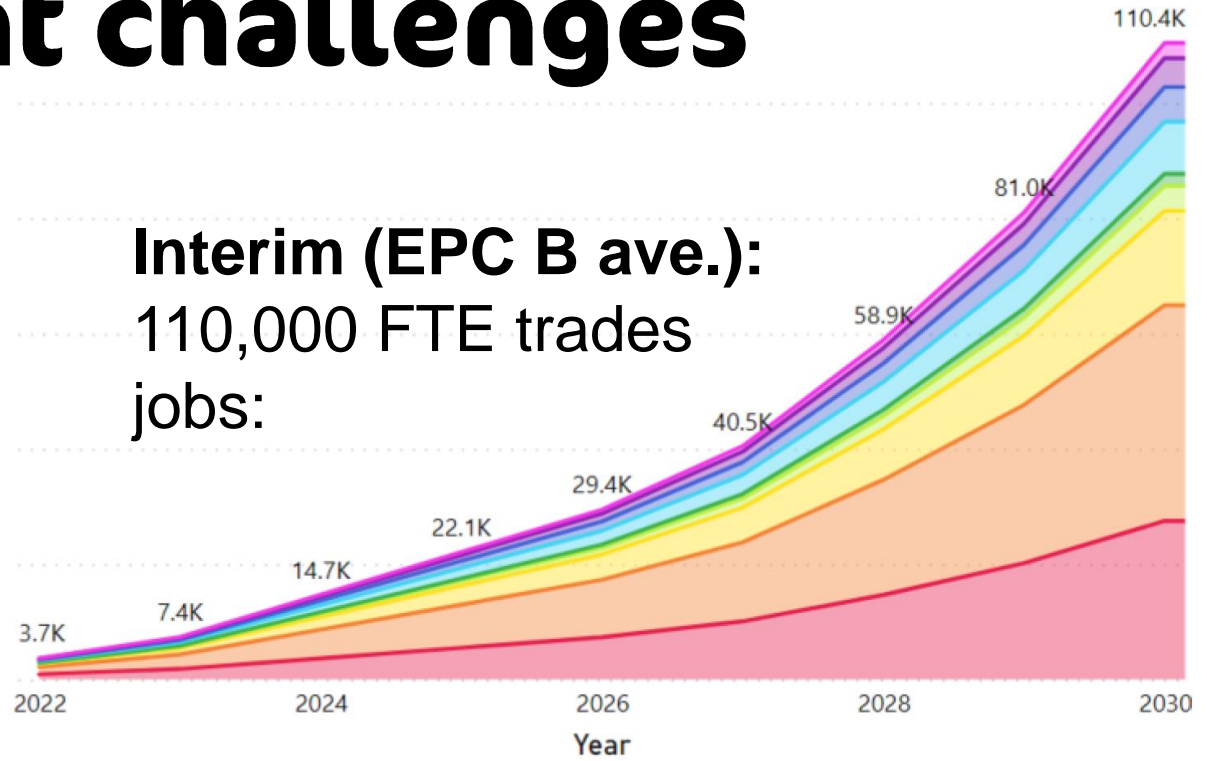 nt challenges
110.4K
81.0K
Interim (EPC B ave.):
110,000 FTE trades
jobs:
58.9K
40.5K
29.4K
22.1K
14.7K
7.4K
3.7K
2022 2024 2026 2028 2030
Year